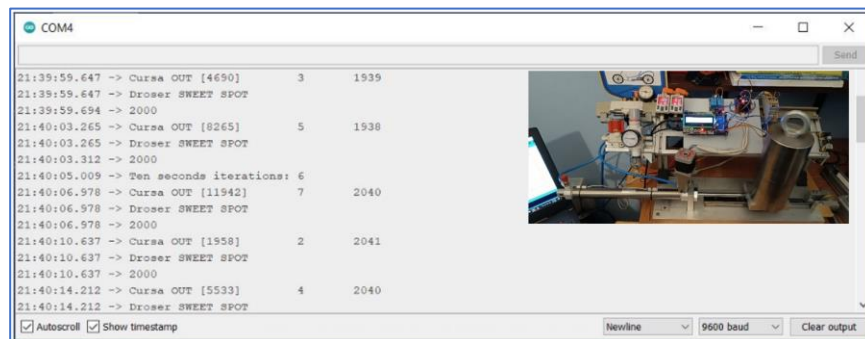 COM4
Send
21:39:59.647 -> Cursa OUT [4690] 3 1939
21:39:59.647 -> Droser SWEET SPOT
21:39:59.694 -> 2000
21:40:03.265 -> Cursa OUT [8265] 5 1938
21:40:03.265 -> Droser SWEET SPOT
21:40:03.312 -> 2000
21:40:05.009 -> Ten seconds iterations: 6
21:40:06.978 -> Cursa OUT [11942] 7 2040
21:40:06.978 -> Droser SWEET SPOT
21:40:06.978 -> 2000
21:40:10.637 -> Cursa OUT [1958] 2 2041
21:40:10.637 -> Droser SWEET SPOT
21:40:10.637 -> 2000
21:40:14.212 -> Cursa OUT [5533] 4 2040
21:40:14.212 -> Droser SWEET SPOT
Autoscroll Show timestamp Newline 9600 baud Clear output